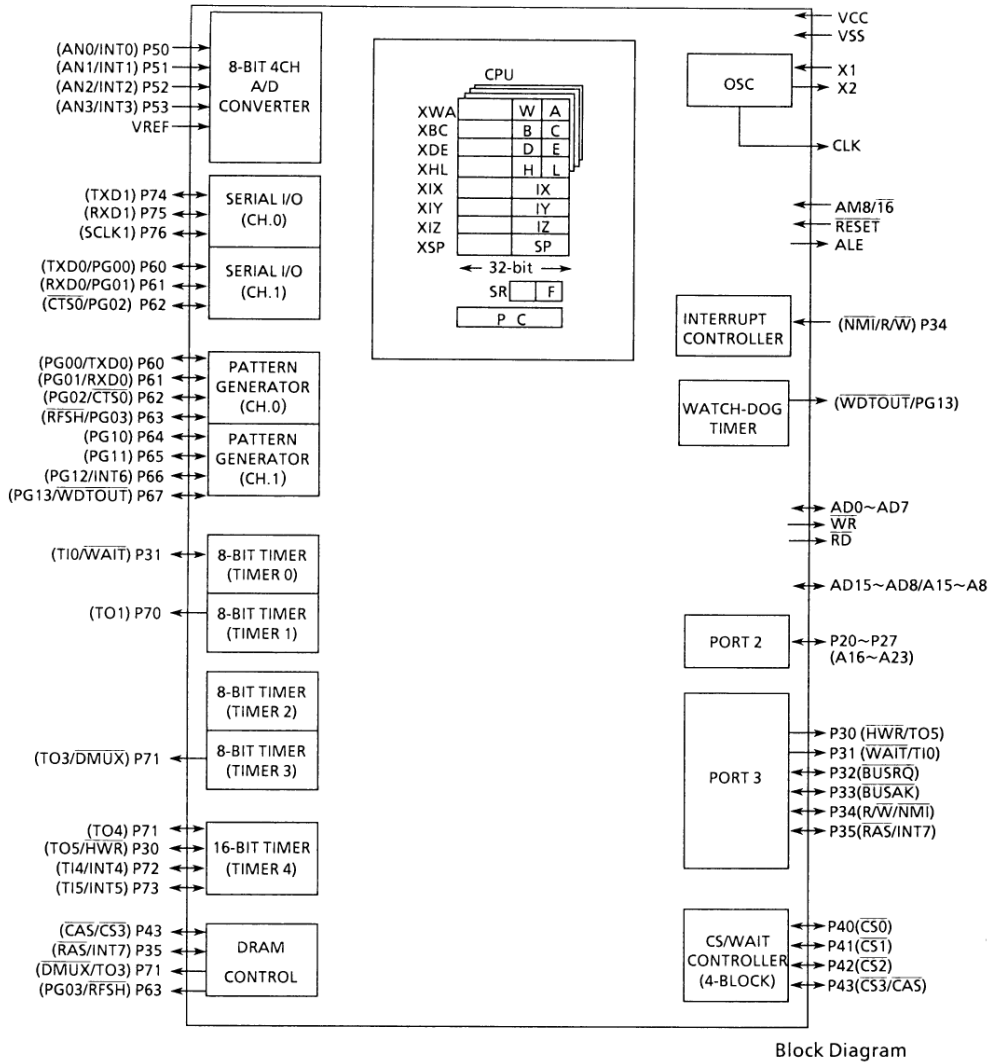 (AN0/INT0) P50
(AN1/INT1) P51
(AN2/INT2) P52
(AN3/INT3) P53
VREF
8-BIT 4CH
A/D
CONVERTER
(TXD1) P74
(RXD1) P75
(SCLK1) P76
SERIAL I/O
(CH.0)
(TXD0/PG00) P60
(RXD0/PG01) P61
(CTS0/PG02) P62
SERIAL I/O
(CH.1)
(PG00/TXD0) P60
(PG01/RXD0) P61
(PG02/CTS0) P62
(RFSH/PG03) P63
PATTERN
GENERATOR
(CH.0)
(PG10) P64
(PG11) P65
(PG12/INT6) P66
(PG13/WDTOUT) P67
PATTERN
GENERATOR
(CH.1)
(TI0/WAIT) P31
8-BIT TIMER
(TIMER 0)
(TO1) P70
8-BIT TIMER
(TIMER 1)
8-BIT TIMER
(TIMER 2)
(TO3/DMUX) P71
8-BIT TIMER
(TIMER 3)
(TO4) P71
(TO5/HWR) P30
(TI4/INT4) P72
(TI5/INT5) P73
16-BIT TIMER
(TIMER 4)
(CAS/CS3) P43
(RAS/INT7) P35
(DMUX/TO3) P71
(PG03/RFSH) P63
DRAM
CONTROL
CPU
XWA W A
XBC B C
XDE D E
XHL H L
XIX IX
XIY IY
XIZ IZ
XSP SP
32-bit
SR F
P C
VCC
VSS
OSC
X1
X2
CLK
AM8/16
RESET
ALE
INTERRUPT
CONTROLLER
(NMI/R/W) P34
WATCH-DOG
TIMER
(WDTOUT/PG13)
AD0~AD7
WR
RD
AD15~AD8/A15~A8
PORT 2
P20~P27
(A16~A23)
PORT 3
P30 (HWR/TO5)
P31 (WAIT/TI0)
P32(BUSRQ)
P33(BUSAK)
P34(R/W/NMI)
P35(RAS/INT7)
CS/WAIT
CONTROLLER
(4-BLOCK)
P40(CS0)
P41(CS1)
P42(CS2)
P43(CS3/CAS)
Block Diagram